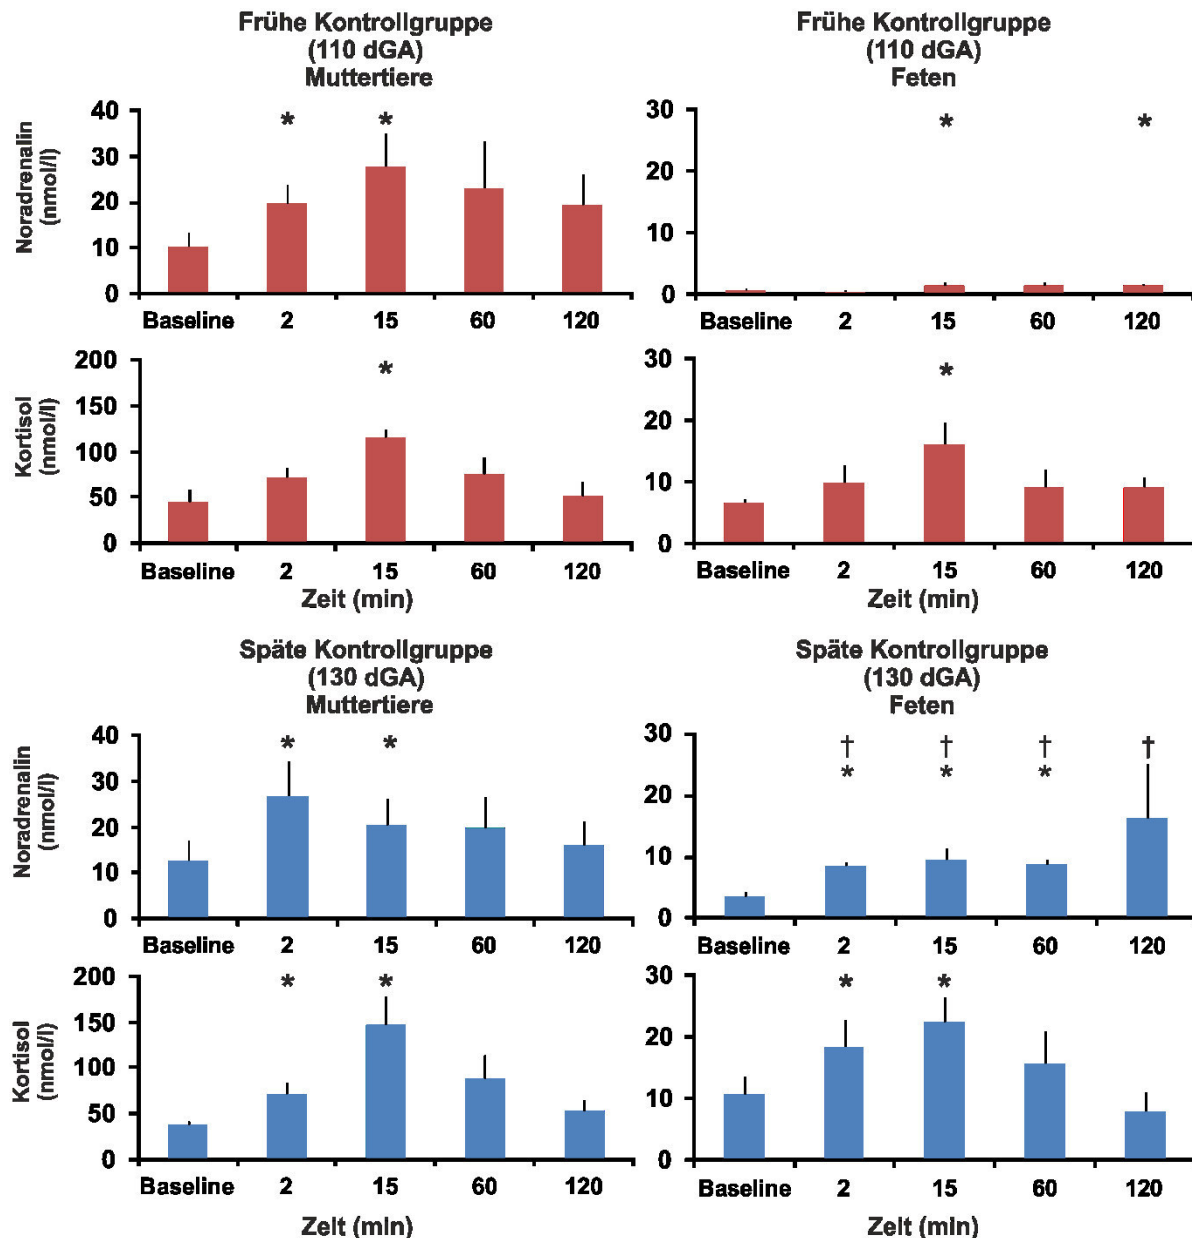 Frühe Kontrollgruppe
(110 dGA)
Muttertiere
Noradrenalin
(nmol/l)
40
30
20
10
0
* *
Baseline 2 15 60 120
Kortisol
(nmol/l)
200
150
100
50
0
*
Baseline 2 15 60 120
Zeit (min)
Frühe Kontrollgruppe
(110 dGA)
Feten
30
20
10
0
* *
Baseline 2 15 60 120
30
20
10
0
*
Baseline 2 15 60 120
Zeit (min)
Späte Kontrollgruppe
(130 dGA)
Muttertiere
Noradrenalin
(nmol/l)
40
30
20
10
0
* *
Baseline 2 15 60 120
Kortisol
(nmol/l)
200
150
100
50
0
* *
Baseline 2 15 60 120
Zeit (min)
Späte Kontrollgruppe
(130 dGA)
Feten
30
20
10
0
† † † †
* * *
Baseline 2 15 60 120
30
20
10
0
* *
Baseline 2 15 60 120
Zeit (min)